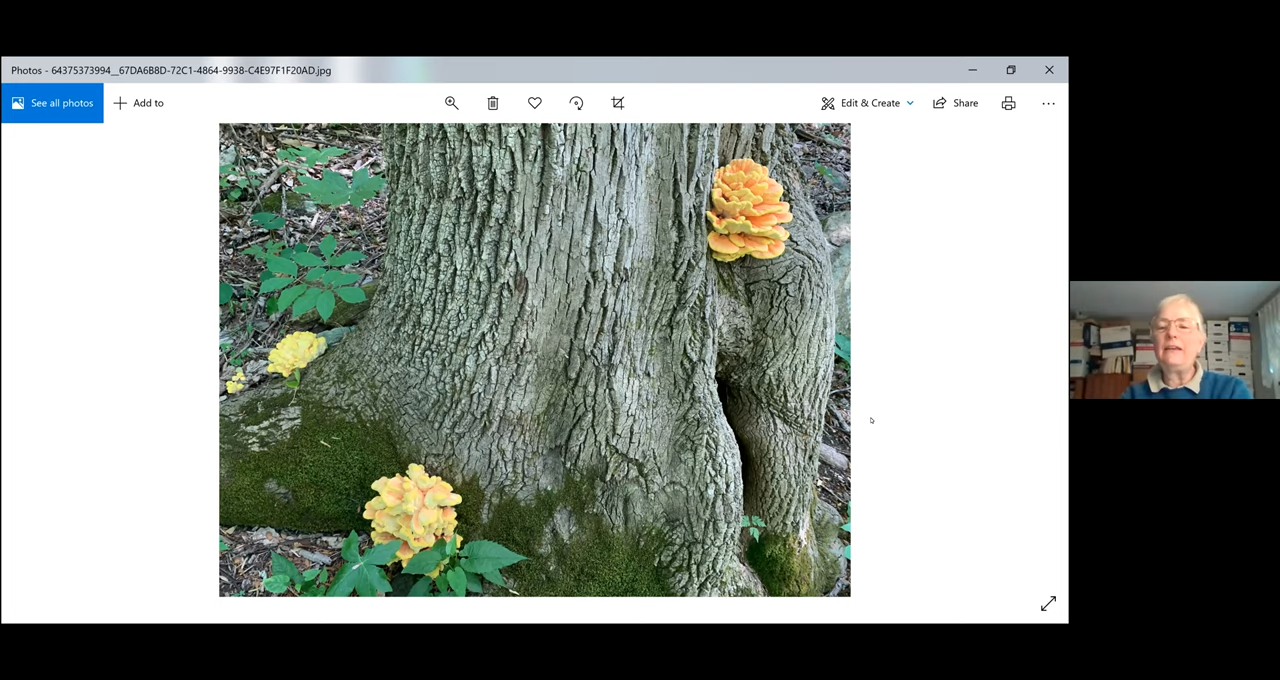 Photos - 64375373994__67DA6B8D-72C1-4864-9938-C4E97F1F20AD.jpg
See all photos
Add to
Edit & Create
Share